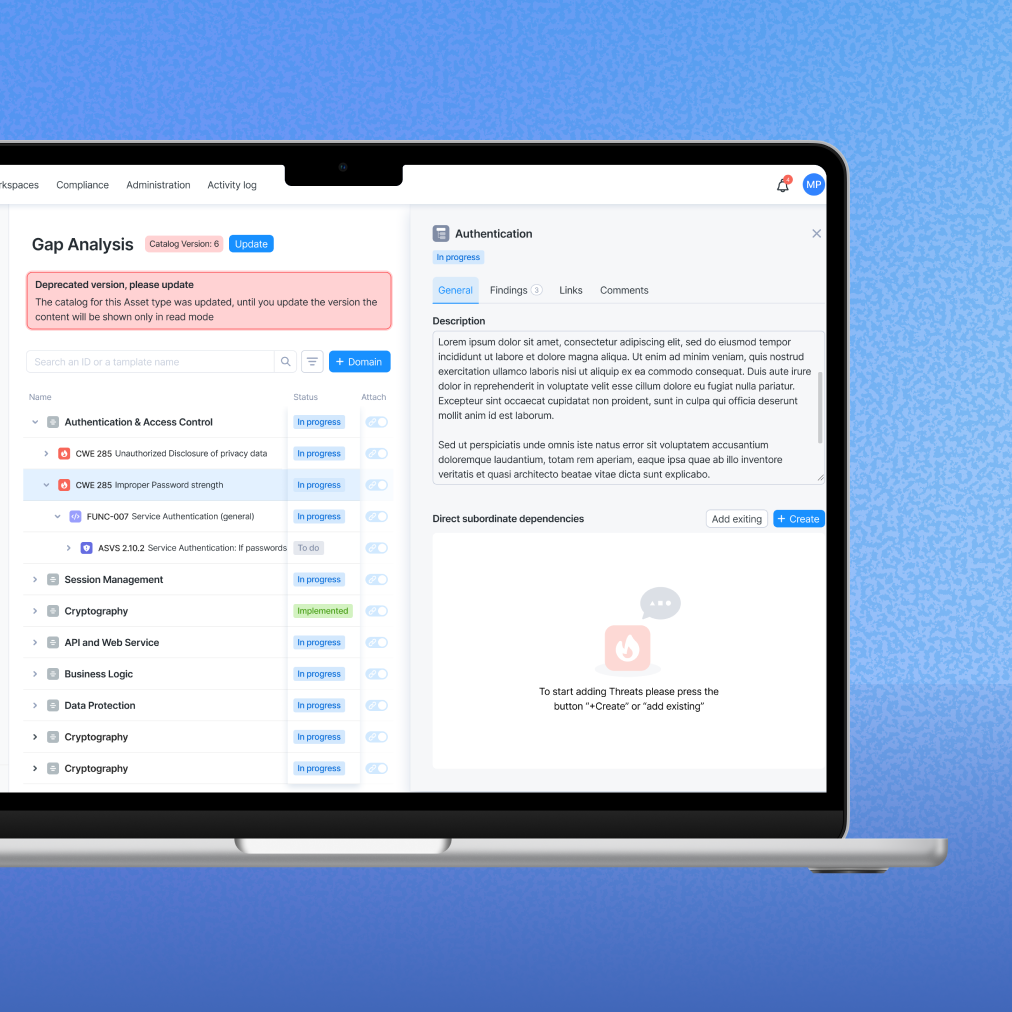 Compliance Administration Activity log
4
MP
Gap Analysis Catalog Version: 6 Update
Deprecated version, please update
The catalog for this Asset type was updated, until you update the version the
content will be shown only in read mode
Search an ID or a tamplate name
+ Domain
Name Status Attach
Authentication & Access Control In progress
CWE 285 Unauthorized Disclosure of privacy data In progress
CWE 285 Improper Password strength In progress
FUNC-007 Service Authentication (general) In progress
ASVS 2.10.2 Service Authentication: If passwords To do
Session Management In progress
Cryptography Implemented
API and Web Service In progress
Business Logic In progress
Data Protection In progress
Cryptography In progress
Cryptography In progress
Authentication
In progress
General Findings 3 Links Comments
Description
Lorem ipsum dolor sit amet, consectetur adipiscing elit, sed do eiusmod tempor
incididunt ut labore et dolore magna aliqua. Ut enim ad minim veniam, quis nostrud
exercitation ullamco laboris nisi ut aliquip ex ea commodo consequat. Duis aute irure
dolor in reprehenderit in voluptate velit esse cillum dolore eu fugiat nulla pariatur.
Excepteur sint occaecat cupidatat non proident, sunt in culpa qui officia deserunt
mollit anim id est laborum.
Sed ut perspiciatis unde omnis iste natus error sit voluptatem accusantium
doloremque laudantium, totam rem aperiam, eaque ipsa quae ab illo inventore
veritatis et quasi architecto beatae vitae dicta sunt explicabo.
Direct subordinate dependencies Add exiting + Create
To start adding Threats please press the
button "+Create" or "add existing"